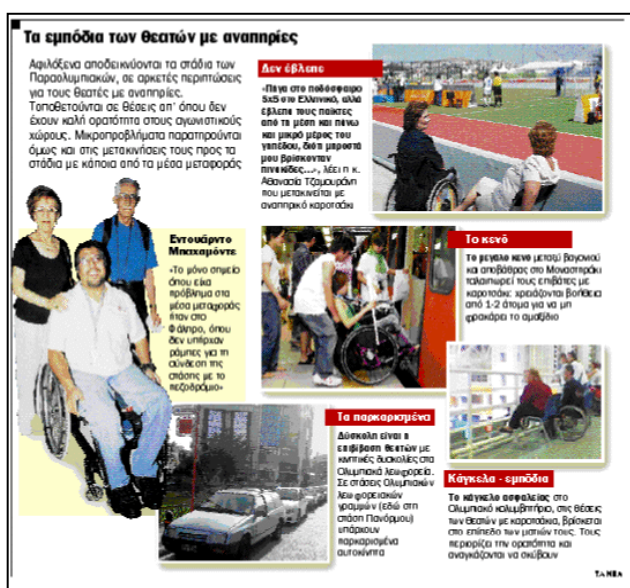 Τα εμπόδια των θεατών με αναπηρίες
Αφιλόξενα αποδεικνύονται τα στάδια των
Παραολυμπιακών, σε αρκετές περιπτώσεις
για τους θεατές με αναπηρίες.
Τοποθετούνται σε θέσεις απ' όπου δεν
έχουν καλή ορατότητα στους αγωνιστικούς
χώρους. Μικροπροβλήματα παρατηρούνται
όμως και στις μετακινήσεις τους προς τα
στάδια με κάποια από τα μέσα μεταφοράς
Δεν έβλεπε
«Πήγα στο ποδόσφαιρο
5x5 στο Ελληνικό, αλλά
έβλεπα τους παίκτες
από τη μέση και πάνω
και μικρό μέρος του
γηπέδου, διότι μπροστά
μου βρίσκονταν
πινακίδες...», λέει η κ.
Αθανασία Τζαμουράνη
που μετακινείται με
αναπηρικό καροτσάκι
Εντουάρντο
Μπαχαμόντε
«Το μόνο σημείο
όπου είχα
πρόβλημα στα
μέσα μεταφοράς
ήταν στο
Φάληρο, όπου
δεν υπήρχαν
ράμπες για τη
σύνδεση της
στάσης με το
πεζοδρόμιο»
Το κενό
Το μεγάλο κενό μεταξύ βαγονιού
και αποβάθρας στο Μοναστηράκι
ταλαιπωρεί τους επιβάτες με
καροτσάκι: χρειάζονται βοήθεια
από 1-2 άτομα για να μη
φρακάρει το αμαξίδιο
Τα παρκαρισμένα
Δύσκολη είναι η
επιβίβαση θεατών με
κινητικές δυσκολίες στα
Ολυμπιακά λεωφορεία.
Σε στάσεις Ολυμπιακών
λεωφορειακών
γραμμών (εδώ στη
στάση Πανόρμου)
υπάρχουν
παρκαρισμένα
αυτοκίνητα
Κάγκελα - εμπόδια
Το κάγκελο ασφαλείας στο
Ολυμπιακό κολυμβητήριο, στις θέσεις
των θεατών με καροτσάκια, βρίσκεται
στο επίπεδο των ματιών τους. Τους
περιορίζει την ορατότητα και
αναγκάζονται να σκύβουν
ΤΑ ΝΕΑ